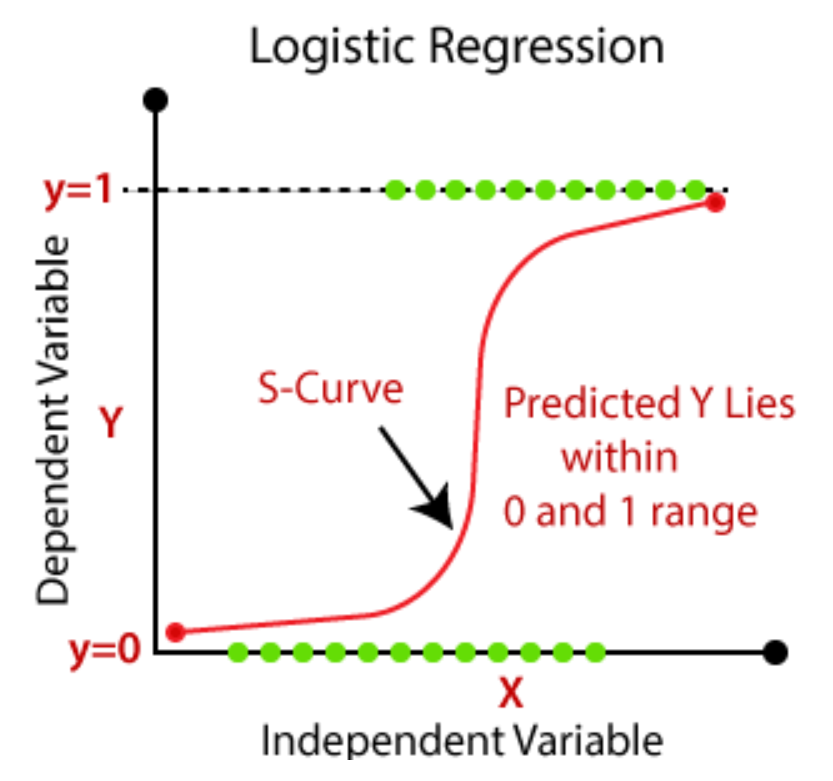 Logistic Regression
y=1
Dependent Variable
Y
S-Curve
Predicted Y Lies
within
0 and 1 range
y=0
X
Independent Variable